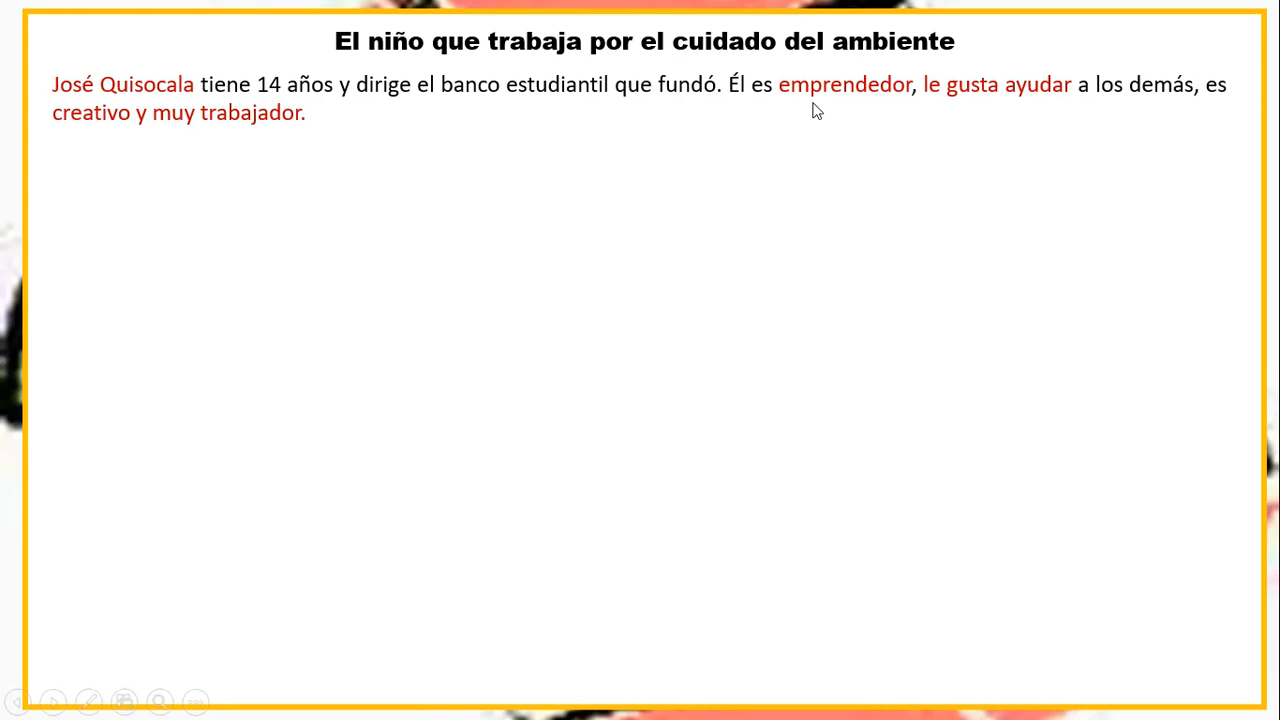 El niño que trabaja por el cuidado del ambiente
José Quisocala tiene 14 años y dirige el banco estudiantil que fundó. Él es emprendedor, le gusta ayudar a los demás, es
creativo y muy trabajador.